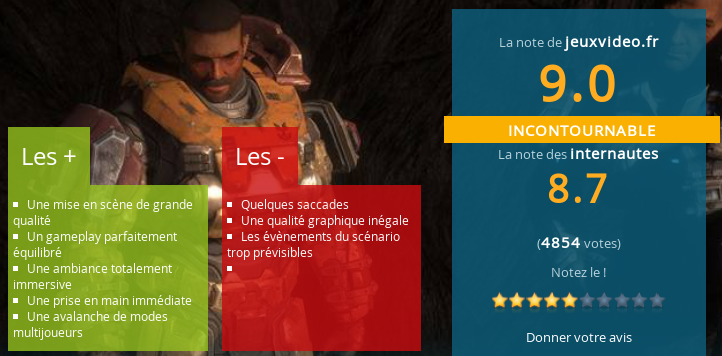 Les +
Une mise en scène de grande
qualité
Un gameplay parfaitement
équilibré
Une ambiance totalement
immersive
Une prise en main immédiate
Une avalanche de modes
multijoueurs
Les -
Quelques saccades
Une qualité graphique inégale
Les évènements du scénario
trop prévisibles
La note de jeuxvideo.fr
9.0
INCONTOURNABLE
La note des internautes
8.7
(4854 votes)
Notez le !
Donner votre avis